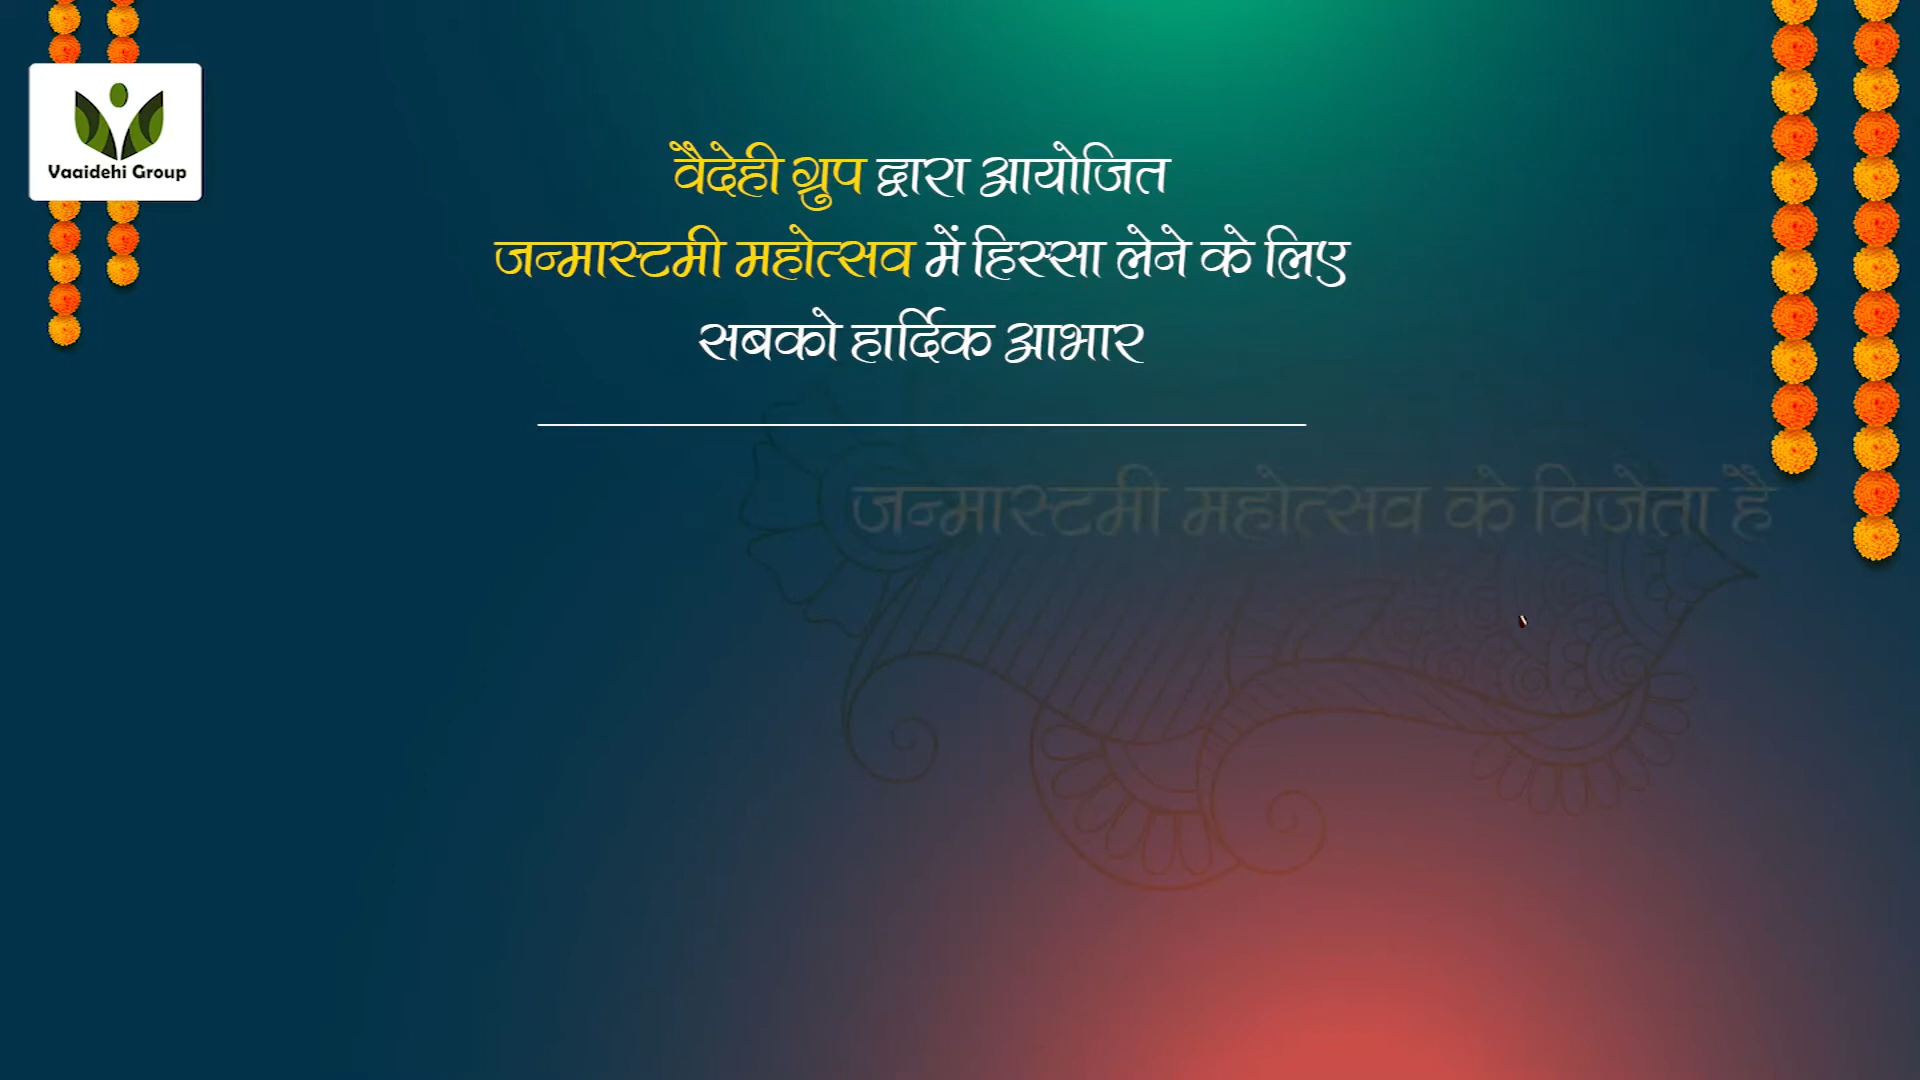 Vaaidehi Group
वैदेही ग्रुप द्वारा आयोजित
जन्मास्टमी महोत्सव में हिस्सा लेने के लिए
सबको हार्दिक आभार
जन्मास्टमी महोत्सव के विजेता है